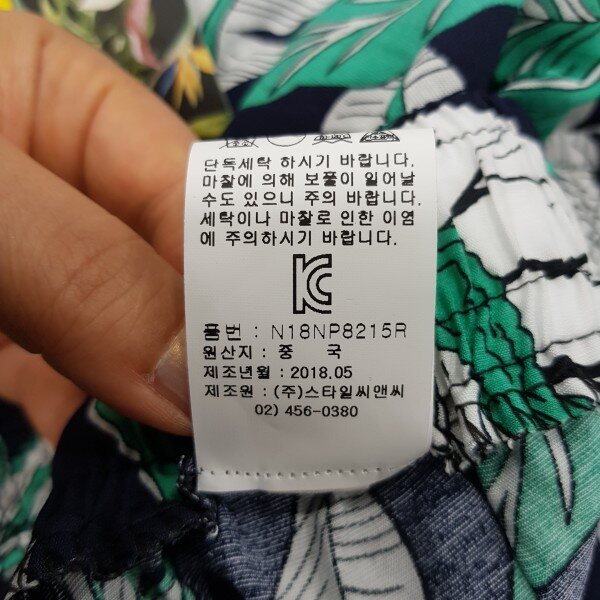 단독세탁 하시기 바랍니다.
마찰에 의해 보풀이 일어날
수도 있으니 주의 바랍니다.
세탁이나 마찰로 인한 이염
에 주의하시기 바랍니다.
품번 : N18NP8215R
원산지 : 중 국
제조년월 : 2018.05
제조원 : (주)스타일씨앤씨
02) 456-0380